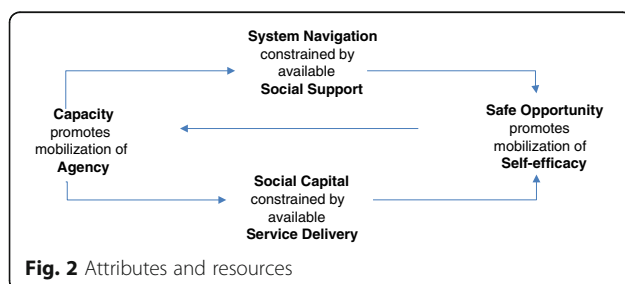 System Navigation
constrained by
available
Social Support
Capacity
promotes
mobilization of
Agency
Safe Opportunity
promotes
mobilization of
Self-efficacy
Social Capital
constrained by
available
Service Delivery
Fig. 2 Attributes and resources